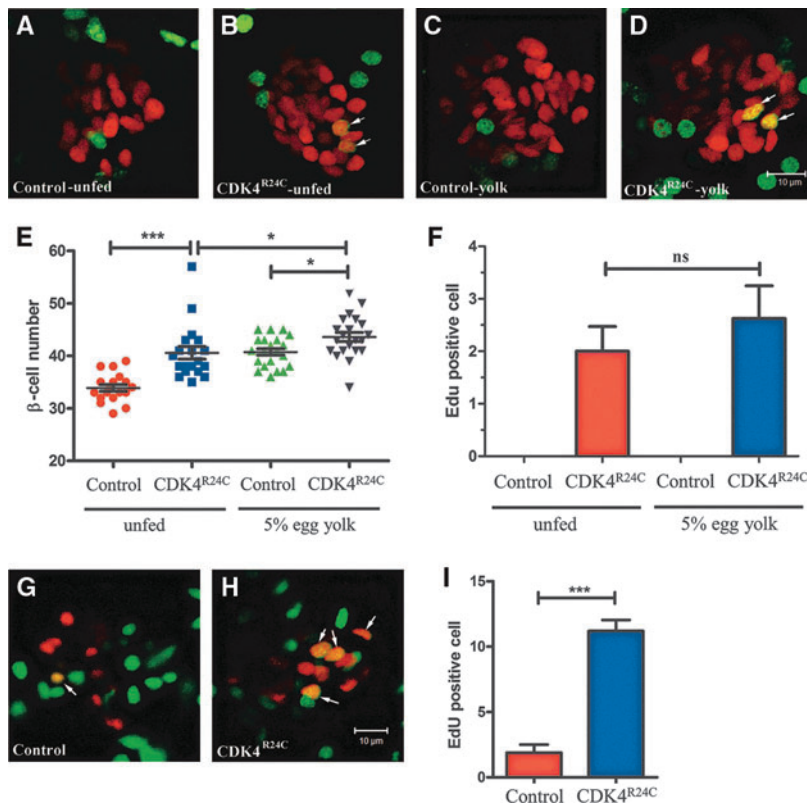 A
B
C
D
Control-unfed
CDK4R24C-unfed
Control-yolk
CDK4R24C-yolk
10 μm
E
F
β-cell number
60
50
40
30
20
***
*
*
Control CDK4R24C Control CDK4R24C
unfed 5% egg yolk
Edu positive cell
5
4
3
2
1
0
ns
Control CDK4R24C Control CDK4R24C
unfed 5% egg yolk
G
H
I
Control
CDK4R24C
10 μm
EdU positive cell
15
10
5
0
***
Control CDK4R24C